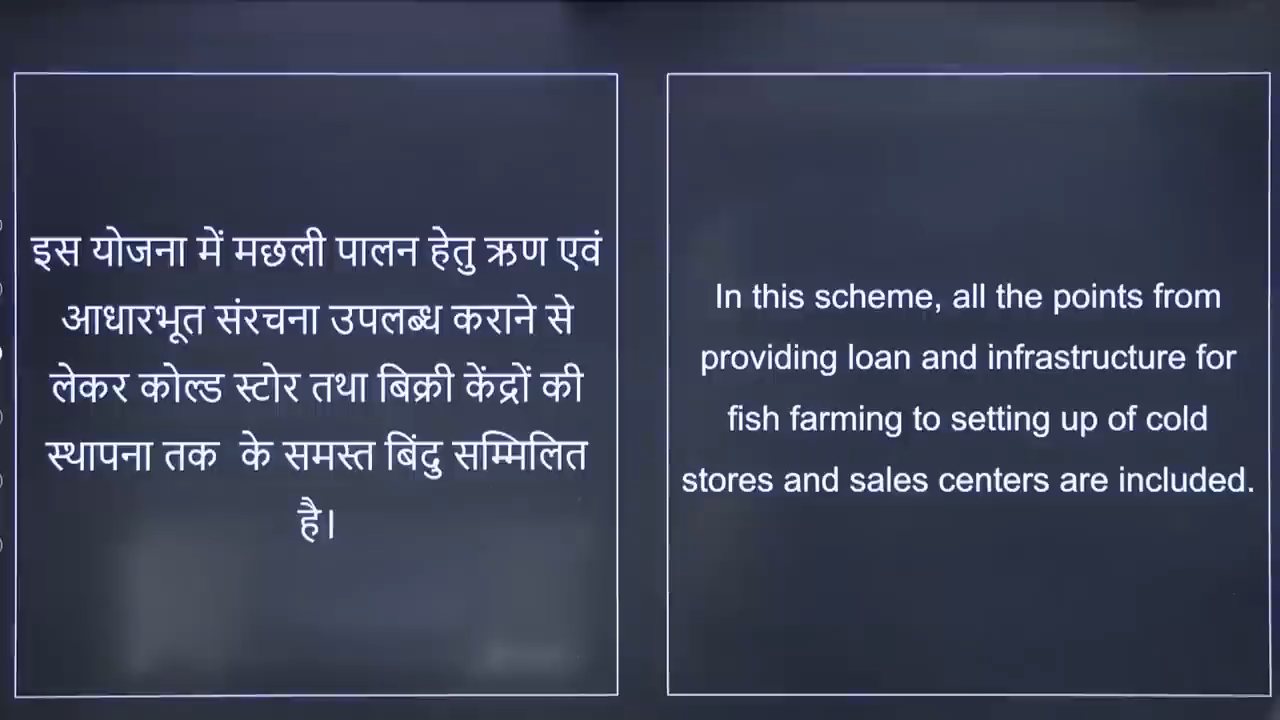 इस योजना में मछली पालन हेतु ऋण एवं
आधारभूत संरचना उपलब्ध कराने से
लेकर कोल्ड स्टोर तथा बिक्री केंद्रों की
स्थापना तक के समस्त बिंदु सम्मिलित
है।
In this scheme, all the points from
providing loan and infrastructure for
fish farming to setting up of cold
stores and sales centers are included.